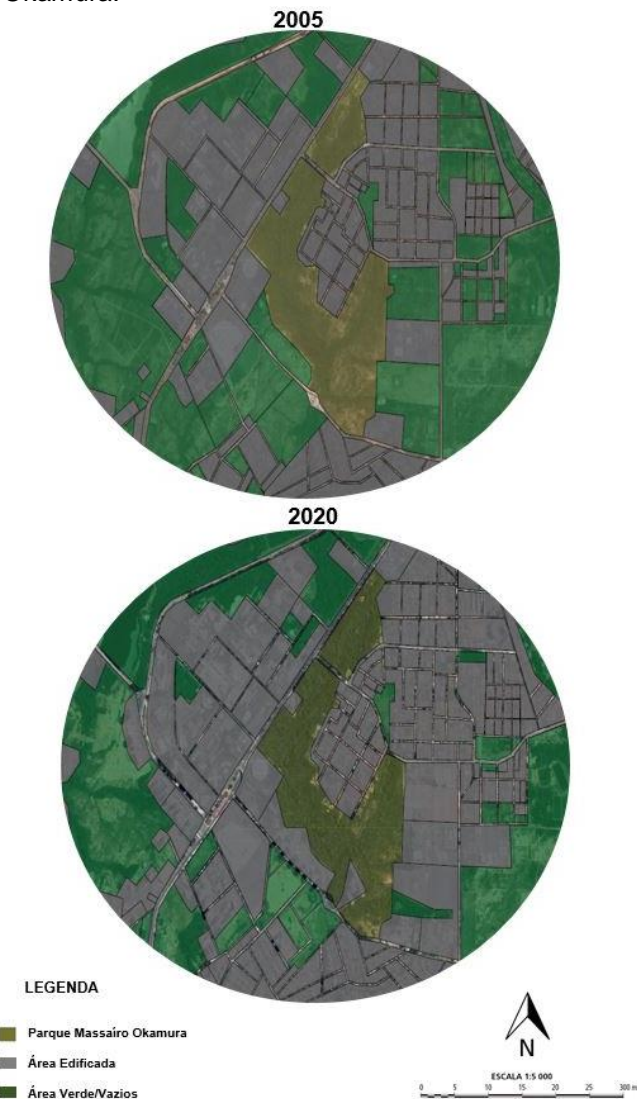 Okamura.
2005
2020
LEGENDA
Parque Massaíro Okamura
Área Edificada
Área Verde/Vazios
N
ESCALA 1:5 000
0 5 10 15 20 25 300 m